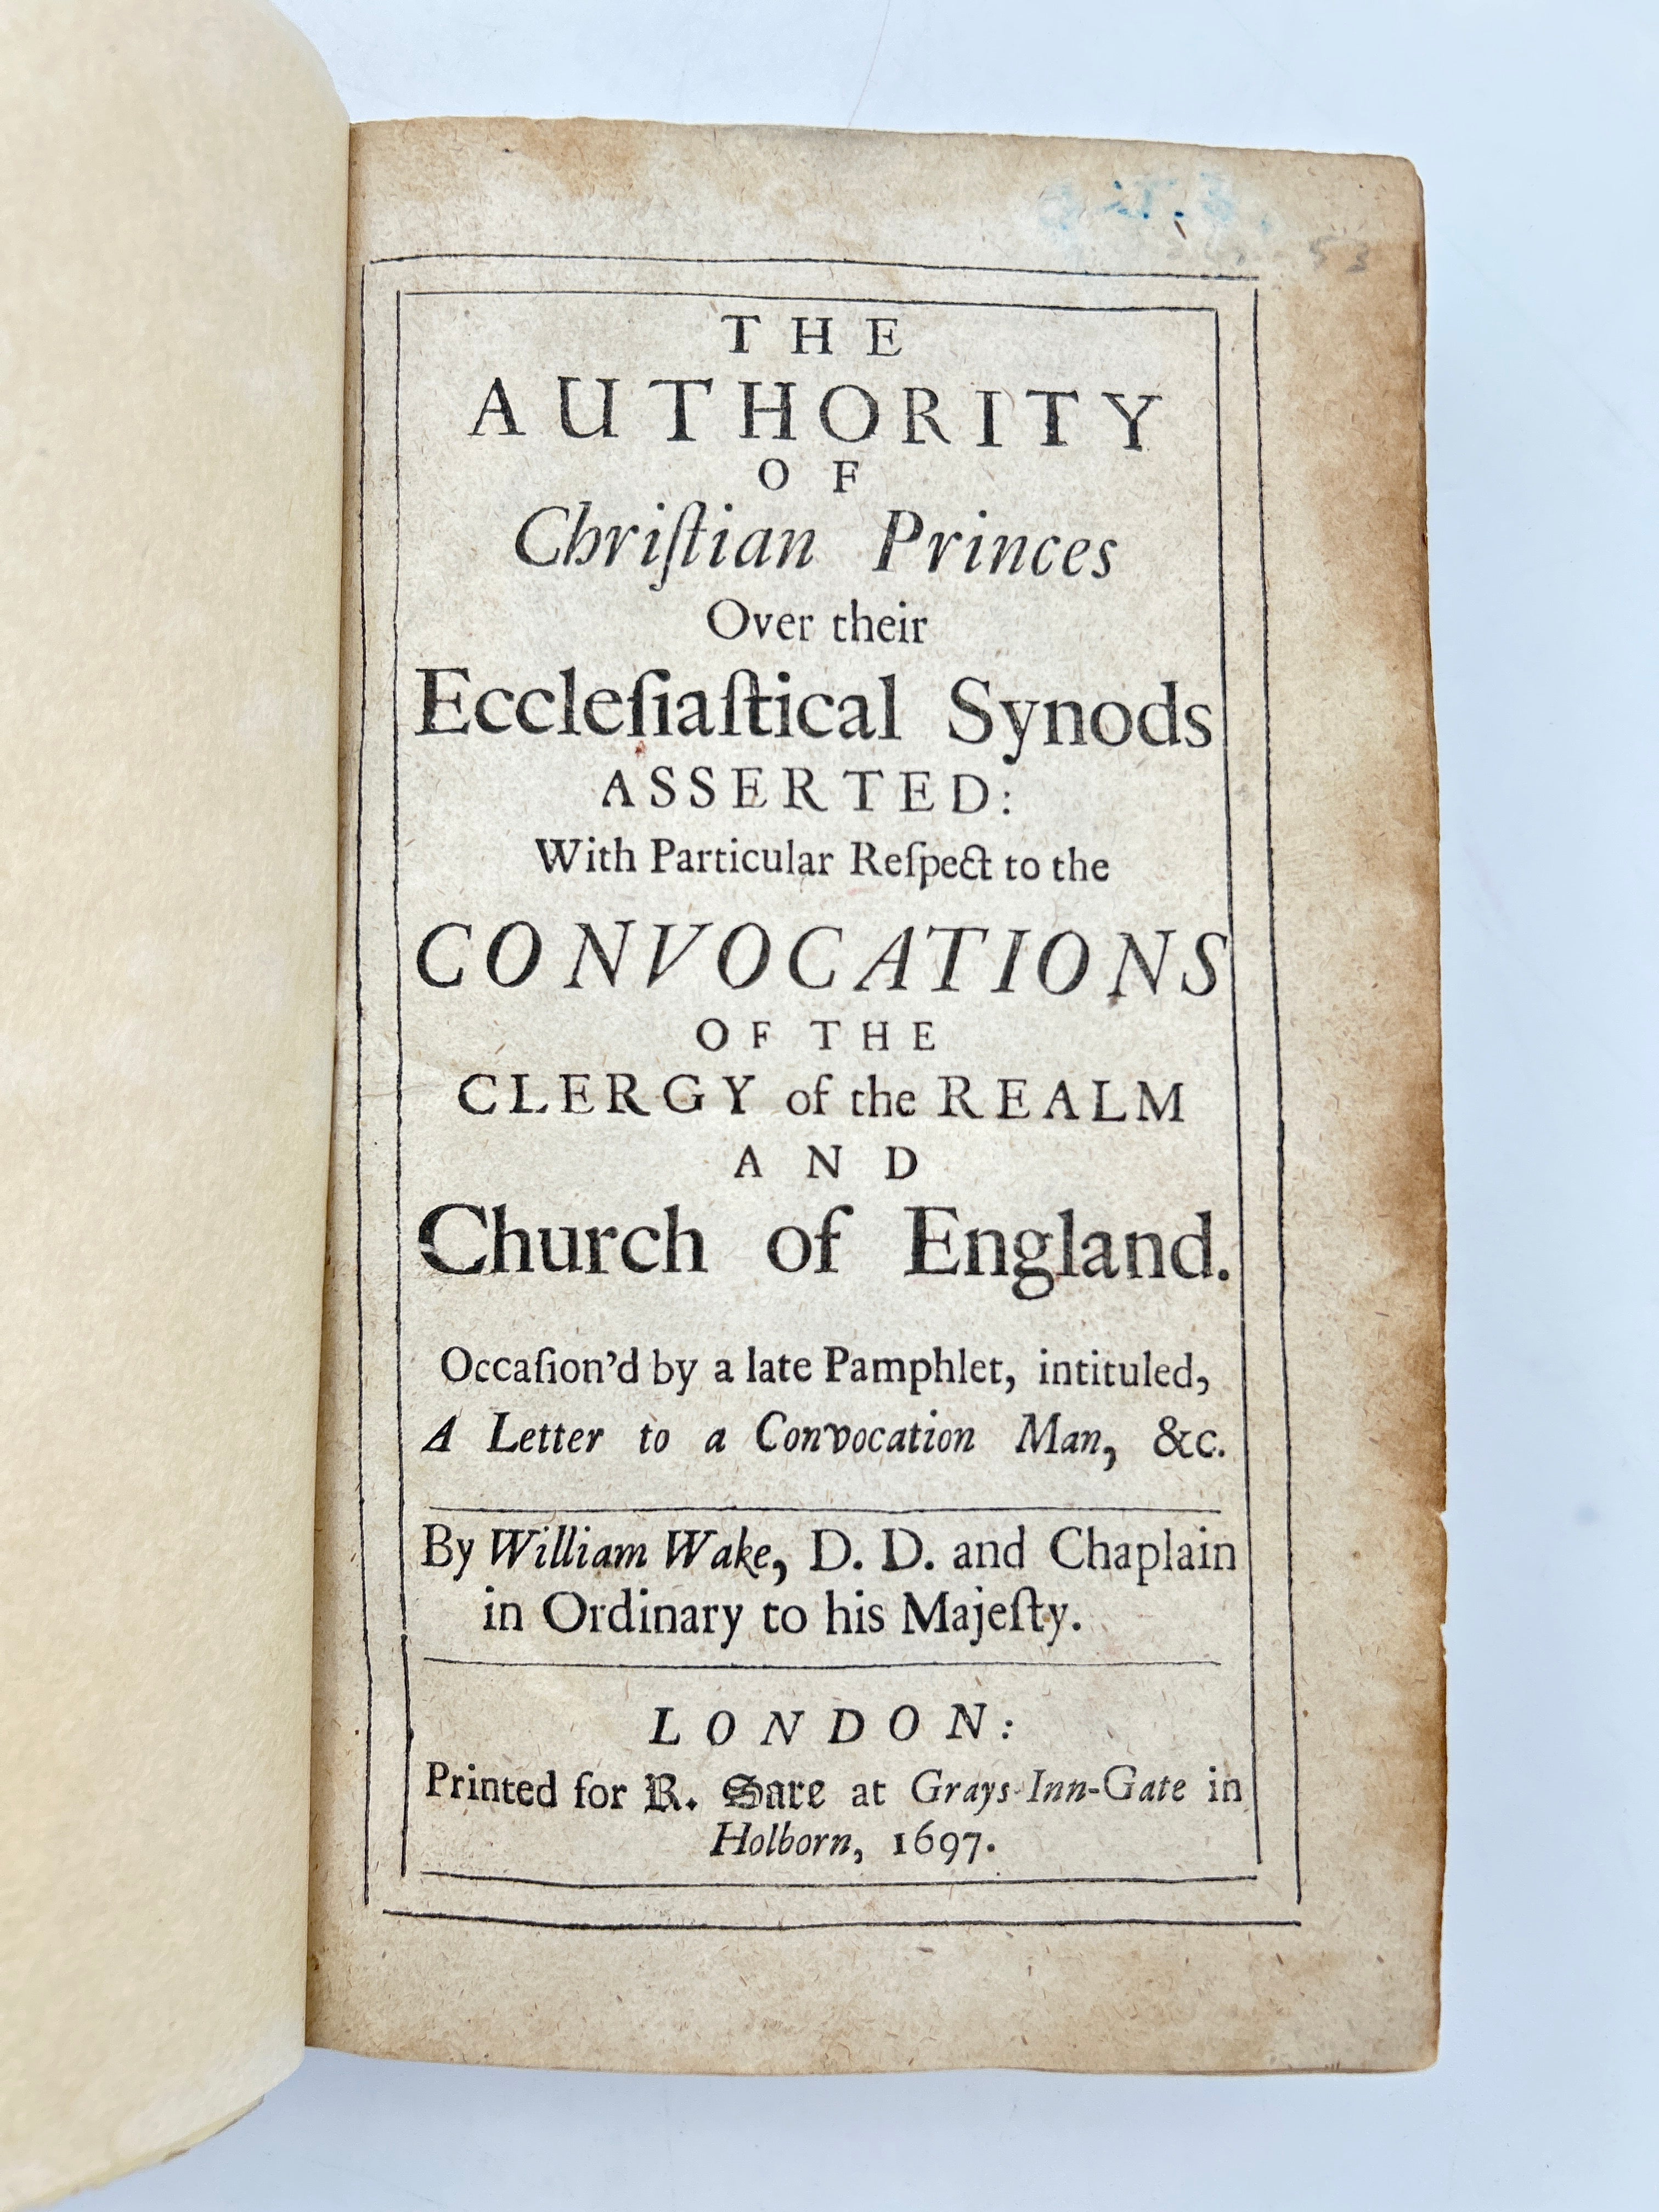 THE
AUTHORITY
OF
Chriſtian Princes
Over their
Eccleſiaſtical Synods
ASSERTED:
With Particular Reſpect to the
CONVOCATIONS
OF THE
CLERGY of the REALM
AND
Church of England.
Occaſion'd by a late Pamphlet, intituled,
A Letter to a Convocation Man, &c.
By William Wake, D. D. and Chaplain
in Ordinary to his Majeſty.
LONDON:
Printed for R. Sare at Grays-Inn-Gate in
Holborn, 1697.